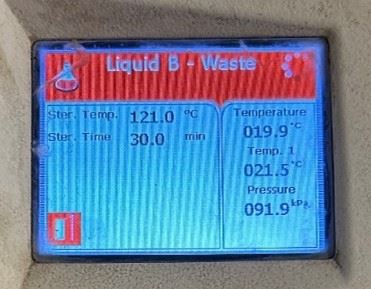 Liquid B - Waste
Ster. Temp. 121.0 °C
Ster. Time 30.0 min
Temperature
019.9 °C
Temp. 1
021.5 °C
Pressure
091.9 kPa